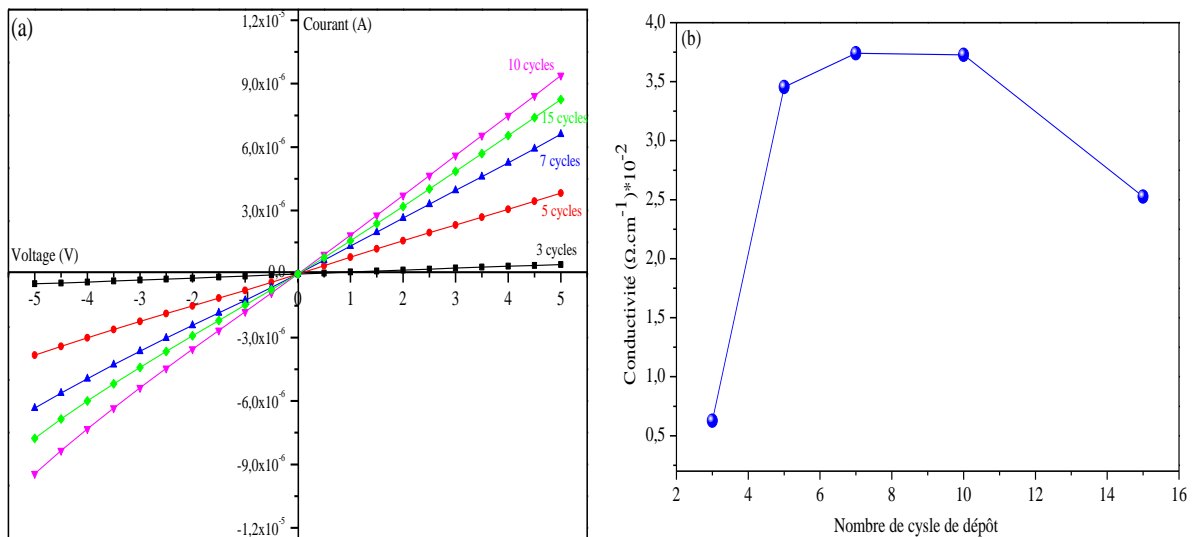 (a)
Courant (A)
1,2x10⁻⁵
9,0x10⁻⁶
6,0x10⁻⁶
3,0x10⁻⁶
0,0
-3,0x10⁻⁶
-6,0x10⁻⁶
-9,0x10⁻⁶
-1,2x10⁻⁵
Voltage (V)
-5 -4 -3 -2 -1 0 1 2 3 4 5
10 cycles
15 cycles
7 cycles
5 cycles
3 cycles
(b)
Conductivité (Ω.cm⁻¹)*10⁻²
4,0
3,5
3,0
2,5
2,0
1,5
1,0
0,5
2 4 6 8 10 12 14 16
Nombre de cysle de dépôt